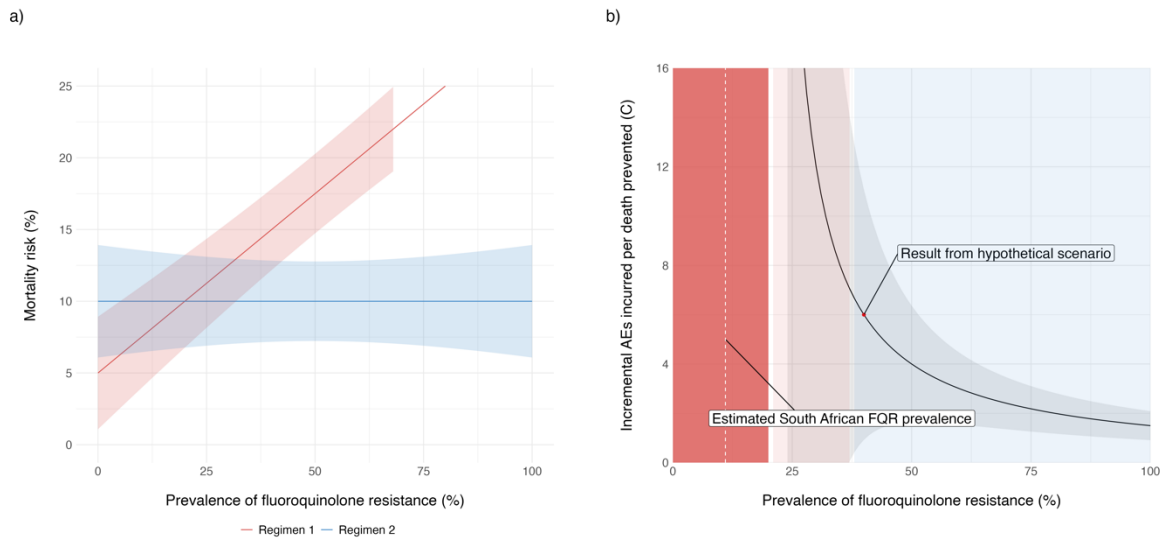 a)
Mortality risk (%)
25
20
15
10
5
0
0
25
50
75
100
Prevalence of fluoroquinolone resistance (%)
Regimen 1
Regimen 2
b)
Incremental AEs incurred per death prevented (C)
16
12
8
4
0
Result from hypothetical scenario
Estimated South African FQR prevalence
0
25
50
75
100
Prevalence of fluoroquinolone resistance (%)